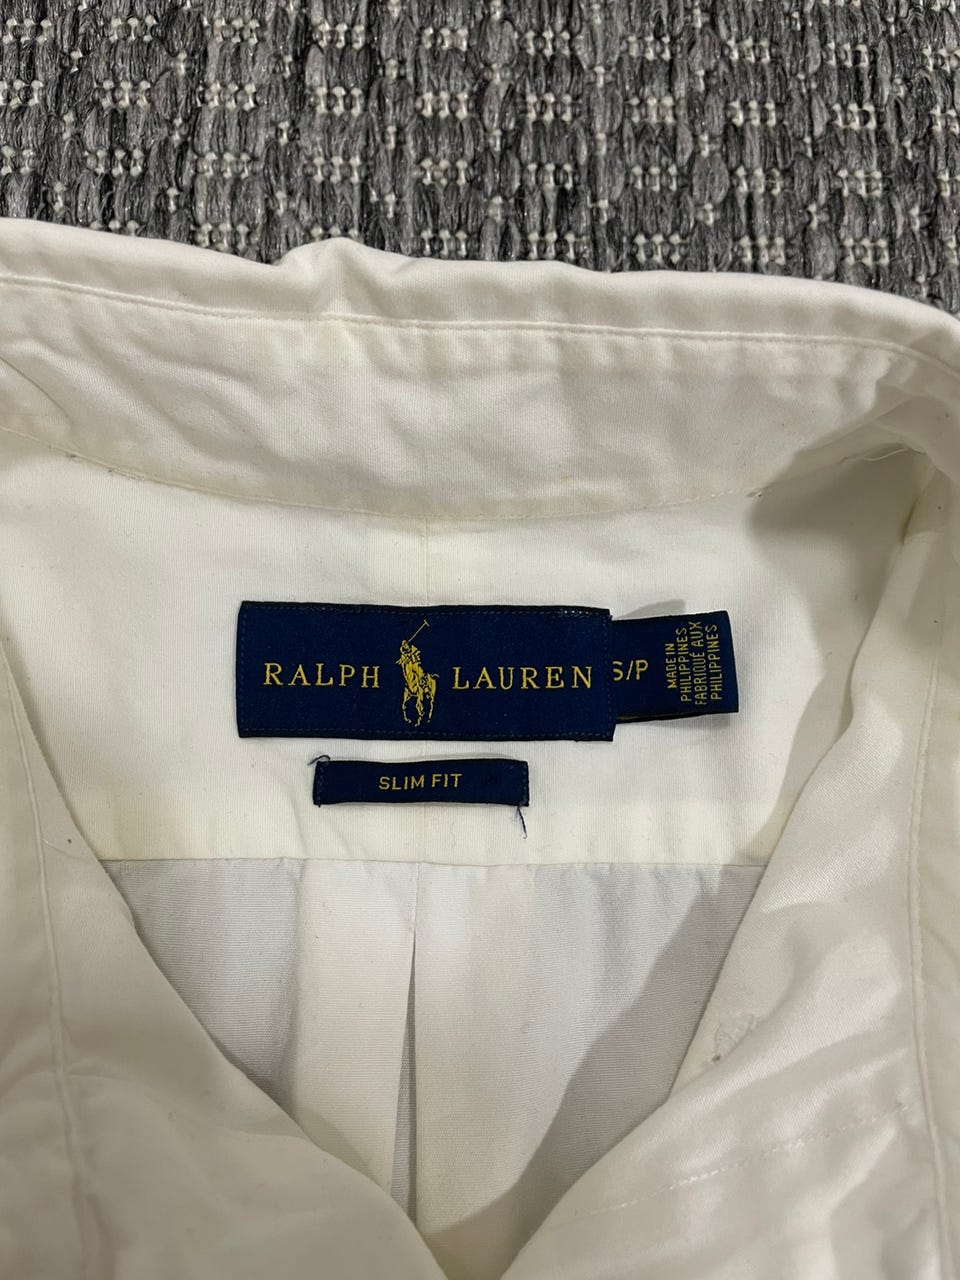 RALPH LAUREN
S/P
MADE IN
PHILIPPINES
FABRIQUÉ AUX
PHILIPPINES
SLIM FIT